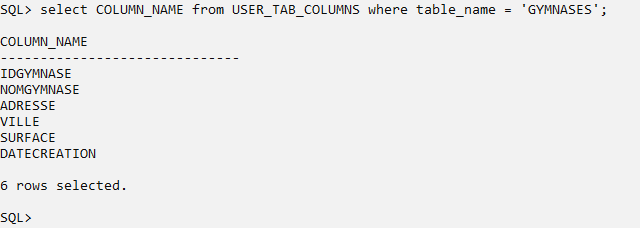 SQL> select COLUMN_NAME from USER_TAB_COLUMNS where table_name = 'GYMNASES';
COLUMN_NAME
------------------------------
IDGYMNASE
NOMGYMNASE
ADRESSE
VILLE
SURFACE
DATECREATION
6 rows selected.
SQL>